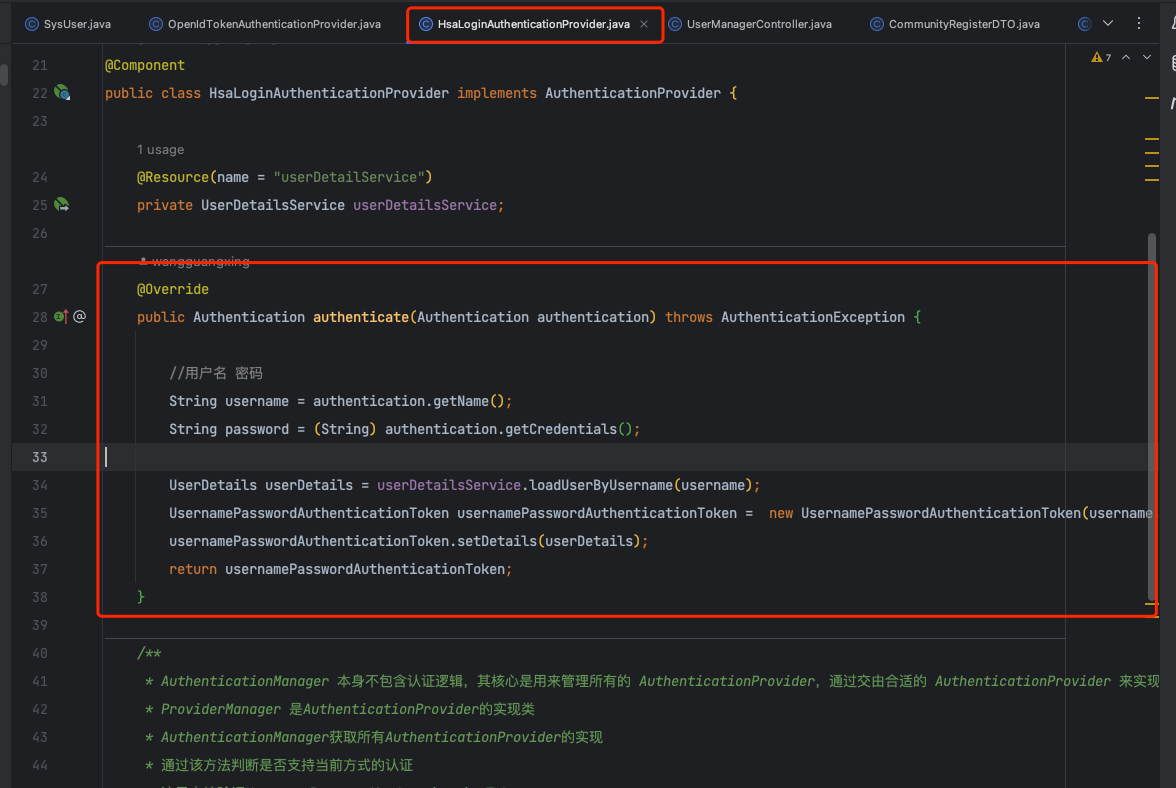 SysUser.java OpenIdTokenAuthenticationProvider.java HsaLoginAuthenticationProvider.java UserManagerController.java CommunityRegisterDTO.java
7
21 @Component
22 public class HsaLoginAuthenticationProvider implements AuthenticationProvider {
23
1 usage
24 @Resource(name = "userDetailService")
25 private UserDetailsService userDetailsService;
26
wangguangxing
27 @Override
28 public Authentication authenticate(Authentication authentication) throws AuthenticationException {
29
30 //用户名 密码
31 String username = authentication.getName();
32 String password = (String) authentication.getCredentials();
33
34 UserDetails userDetails = userDetailsService.loadUserByUsername(username);
35 UsernamePasswordAuthenticationToken usernamePasswordAuthenticationToken = new UsernamePasswordAuthenticationToken(username
36 usernamePasswordAuthenticationToken.setDetails(userDetails);
37 return usernamePasswordAuthenticationToken;
38 }
39
40 /**
41 * AuthenticationManager 本身不包含认证逻辑，其核心是用来管理所有的 AuthenticationProvider，通过交由合适的 AuthenticationProvider 来实现
42 * ProviderManager 是AuthenticationProvider的实现类
43 * AuthenticationManager获取所有AuthenticationProvider的实现
44 * 通过该方法判断是否支持当前方式的认证